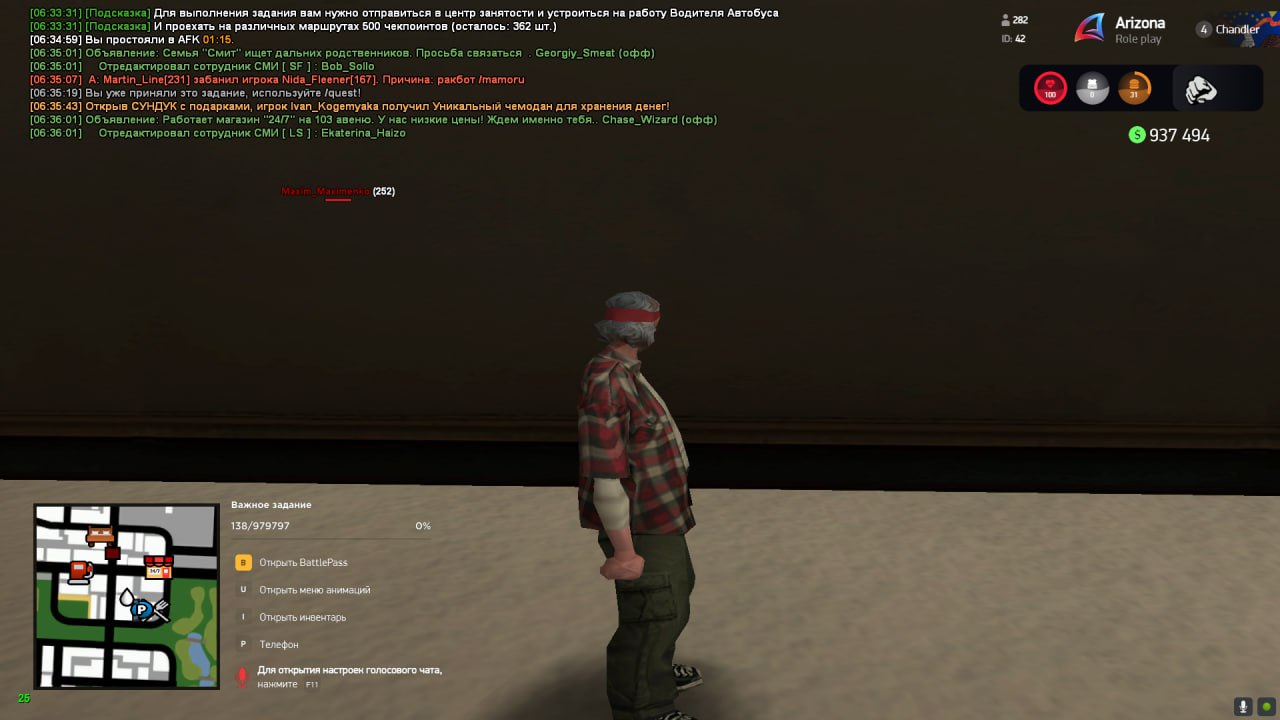 [06:33:31] [Подсказка] Для выполнения задания вам нужно отправиться в центр занятости и устроиться на работу Водителя Автобуса
[06:33:31] [Подсказка] И проехать на различных маршрутах 500 чекпоинтов (осталось: 362 шт.)
[06:34:59] Вы простояли в AFK 01:15.
[06:35:01] Объявление: Семья "Смит" ищет дальних родственников. Просьба связаться . Georgiy_Smeat (офф)
[06:35:01] Отредактировал сотрудник СМИ [ SF ] : Bob_Sollo
[06:35:07] A: Martin_Line[231] забанил игрока Nida_Fleener[167]. Причина: ракбот /mamoru
[06:35:19] Вы уже приняли это задание, используйте /quest!
[06:35:43] Открыв СУНДУК с подарками, игрок Ivan_Kogemyaka получил Уникальный чемодан для хранения денег!
[06:36:01] Объявление: Работает магазин "24/7" на 103 авеню. У нас низкие цены! Ждем именно тебя.. Chase_Wizard (офф)
[06:36:01] Отредактировал сотрудник СМИ [ LS ] : Ekaterina_Haizo
282
ID: 42
Arizona
Role play
4 Chandler
100
0
31
$ 937 494
Maxim_Maximenko (252)
Важное задание
138/979797 0%
B Открыть BattlePass
U Открыть меню анимаций
I Открыть инвентарь
P Телефон
Для открытия настроек голосового чата,
нажмите F11
24/7
P
25